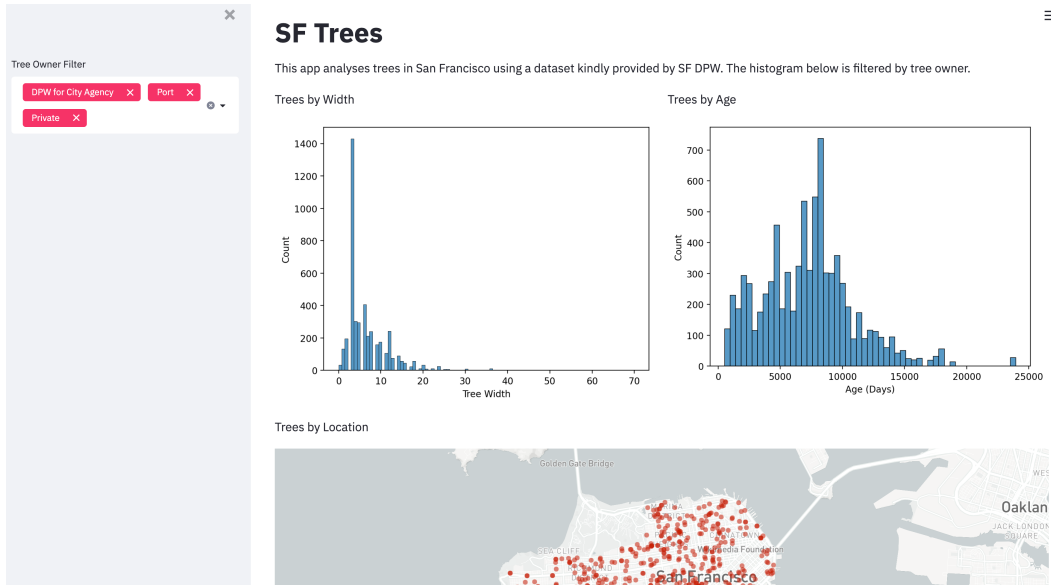 SF Trees
Tree Owner Filter
DPW for City Agency
Port
Private
This app analyses trees in San Francisco using a dataset kindly provided by SF DPW. The histogram below is filtered by tree owner.
Trees by Width
1400
1200
1000
800
600
400
200
0
Count
0 10 20 30 40 50 60 70
Tree Width
Trees by Age
700
600
500
400
300
200
100
0
Count
0 5000 10000 15000 20000 25000
Age (Days)
Trees by Location
Golden Gate Bridge
WES
Oaklan
JACK LONDON
SQUARE
SEA CLIFF
Foundation
San Francisco